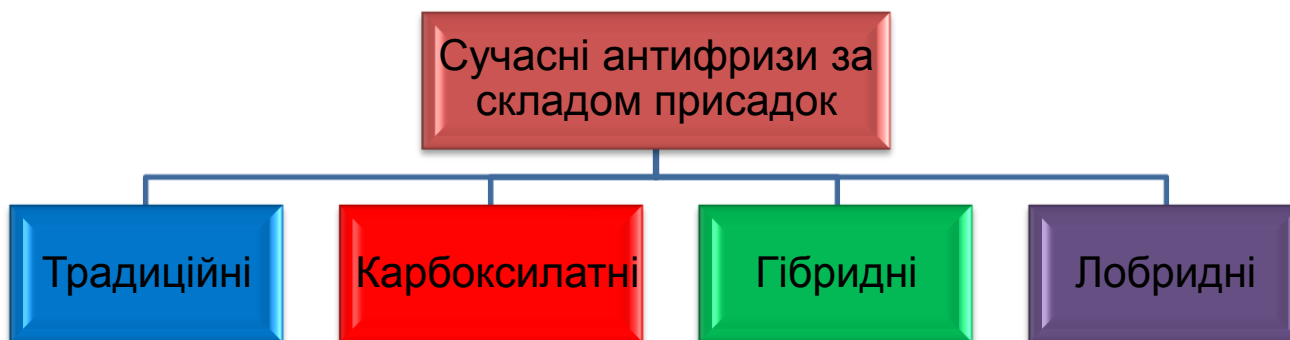 Сучасні антифризи за
складом присадок
Традиційні
Карбоксилатні
Гібридні
Лобридні